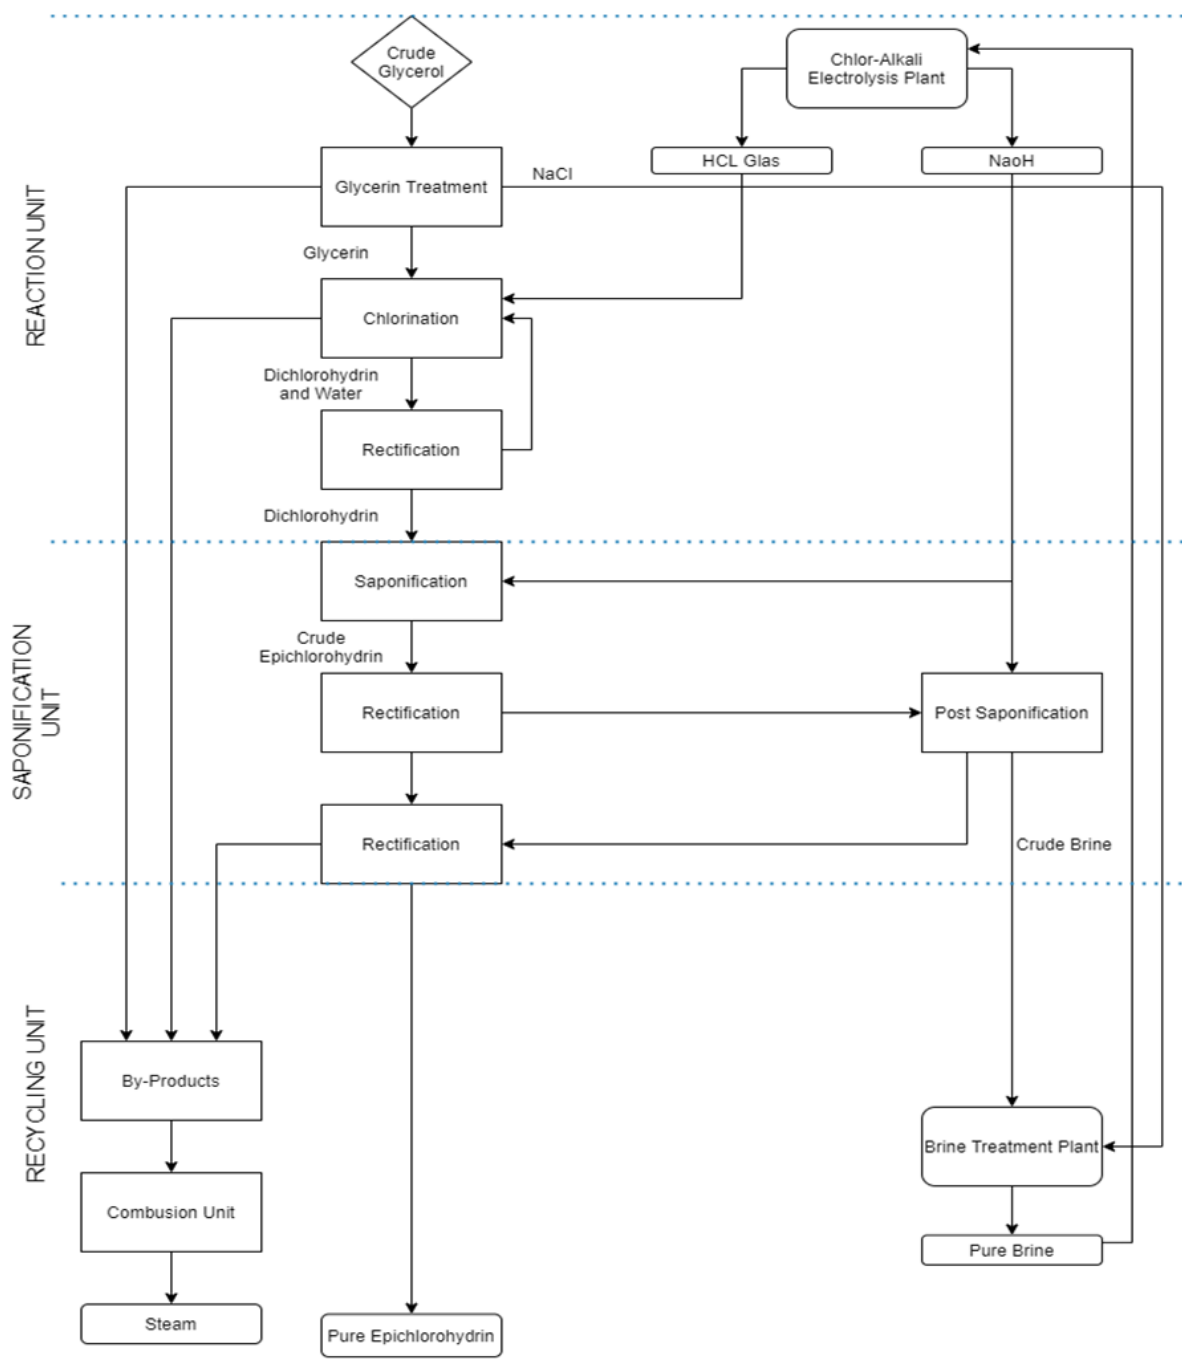 Crude
Glycerol
Chlor-Alkali
Electrolysis Plant
HCL Glas
NaoH
Glycerin Treatment
NaCl
REACTION UNIT
Glycerin
Chlorination
Dichlorohydrin
and Water
Rectification
Dichlorohydrin
Saponification
SAPONIFICATION
UNIT
Crude
Epichlorohydrin
Rectification
Post Saponification
Rectification
Crude Brine
RECYCLING UNIT
By-Products
Brine Treatment Plant
Combusion Unit
Pure Brine
Steam
Pure Epichlorohydrin